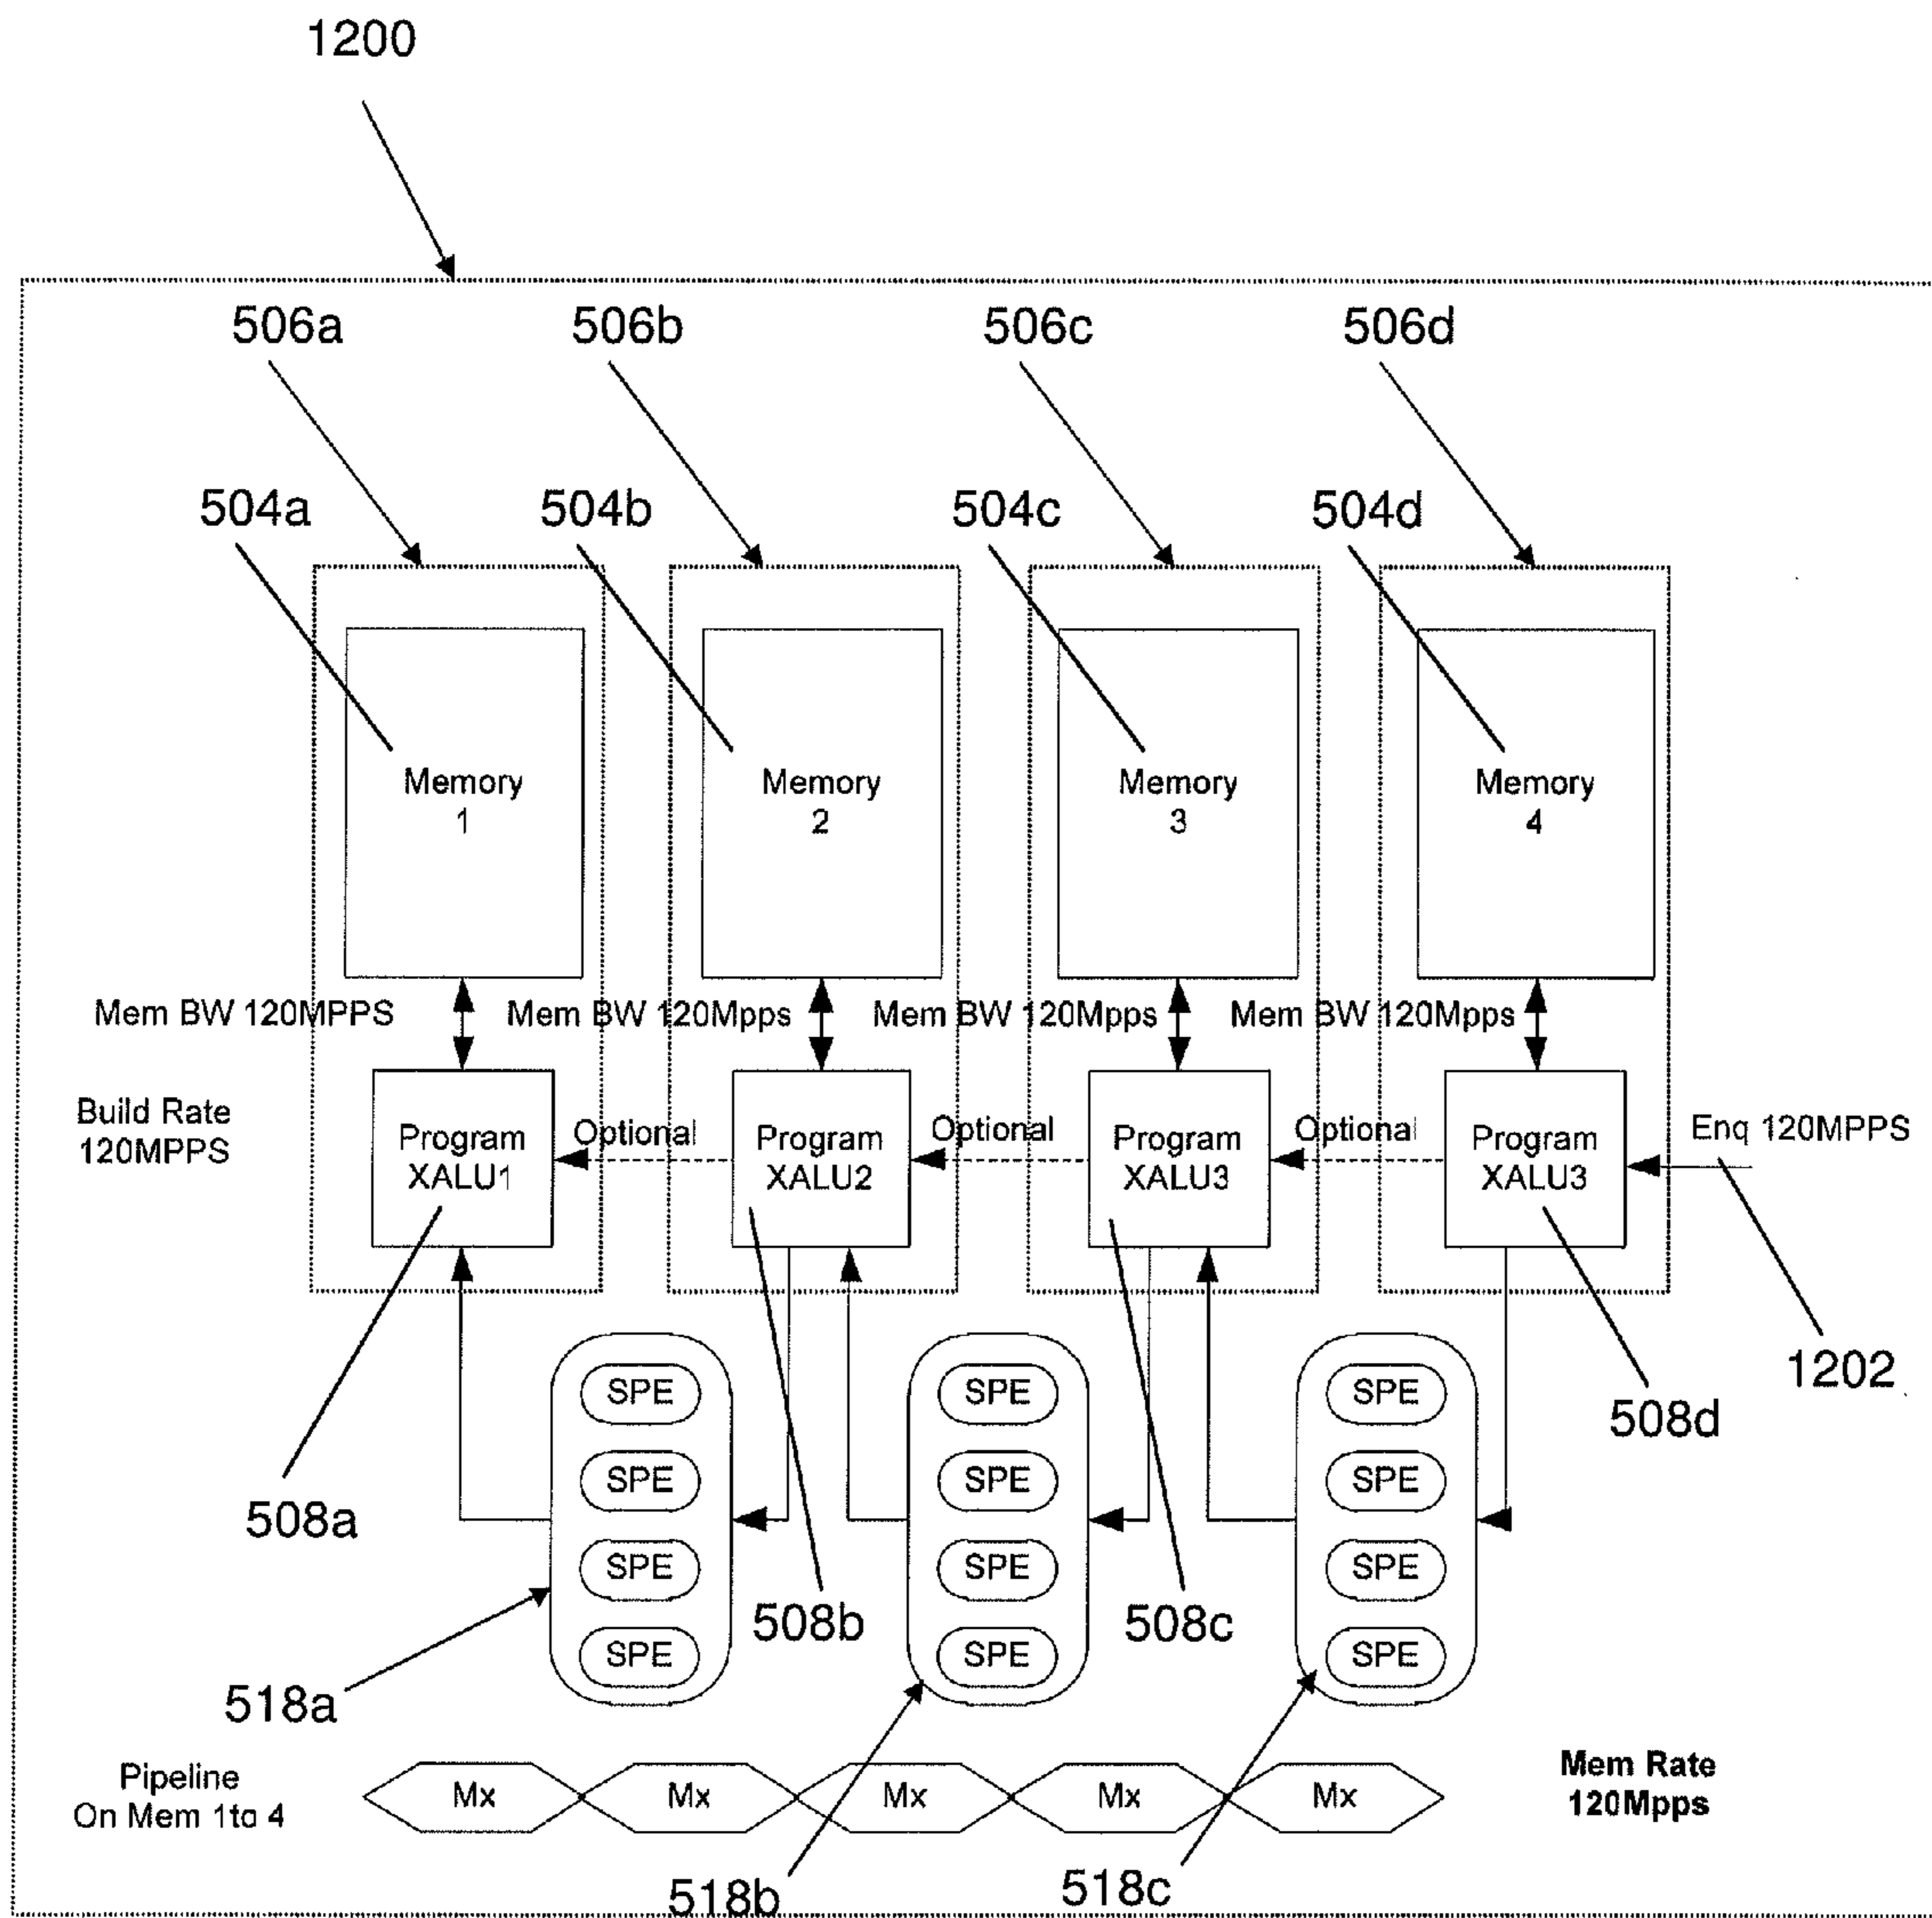 1200
506a 506b 506c 506d
504a 504b 504c 504d
Memory
1
Memory
2
Memory
3
Memory
4
Mem BW 120MPPS
Mem BW 120Mpps
Mem BW 120Mpps
Mem BW 120Mpps
Build Rate
120MPPS
Program
XALU1
Optional
Program
XALU2
Optional
Program
XALU3
Optional
Program
XALU3
Enq 120MPPS
1202
508d
SPE
SPE
SPE
SPE
SPE
SPE
SPE
SPE
SPE
SPE
SPE
SPE
508a
508b
508c
518a
Pipeline
On Mem 1to 4
Mx Mx Mx Mx Mx
Mem Rate
120Mpps
518b
518c